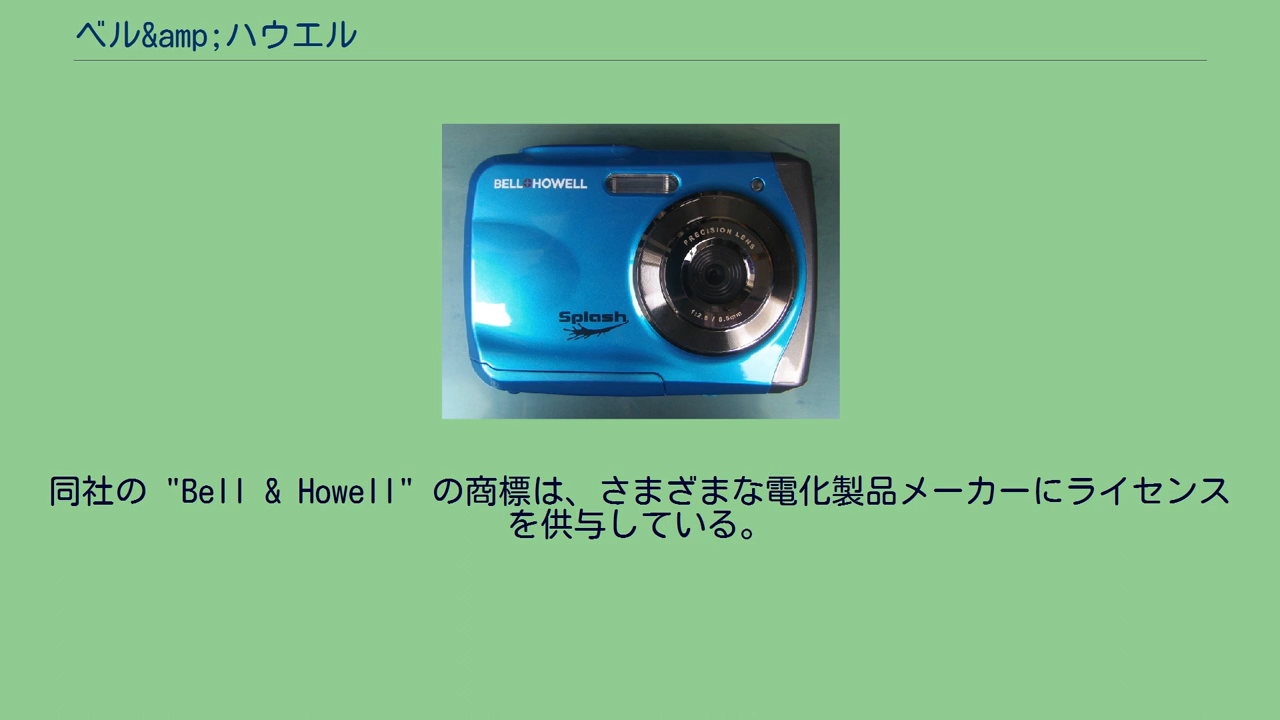 ベル&amp;ハウエル
BELL+HOWELL
PRECISION LENS
Splash
同社の "Bell & Howell" の商標は、さまざまな電化製品メーカーにライセンス
を供与している。